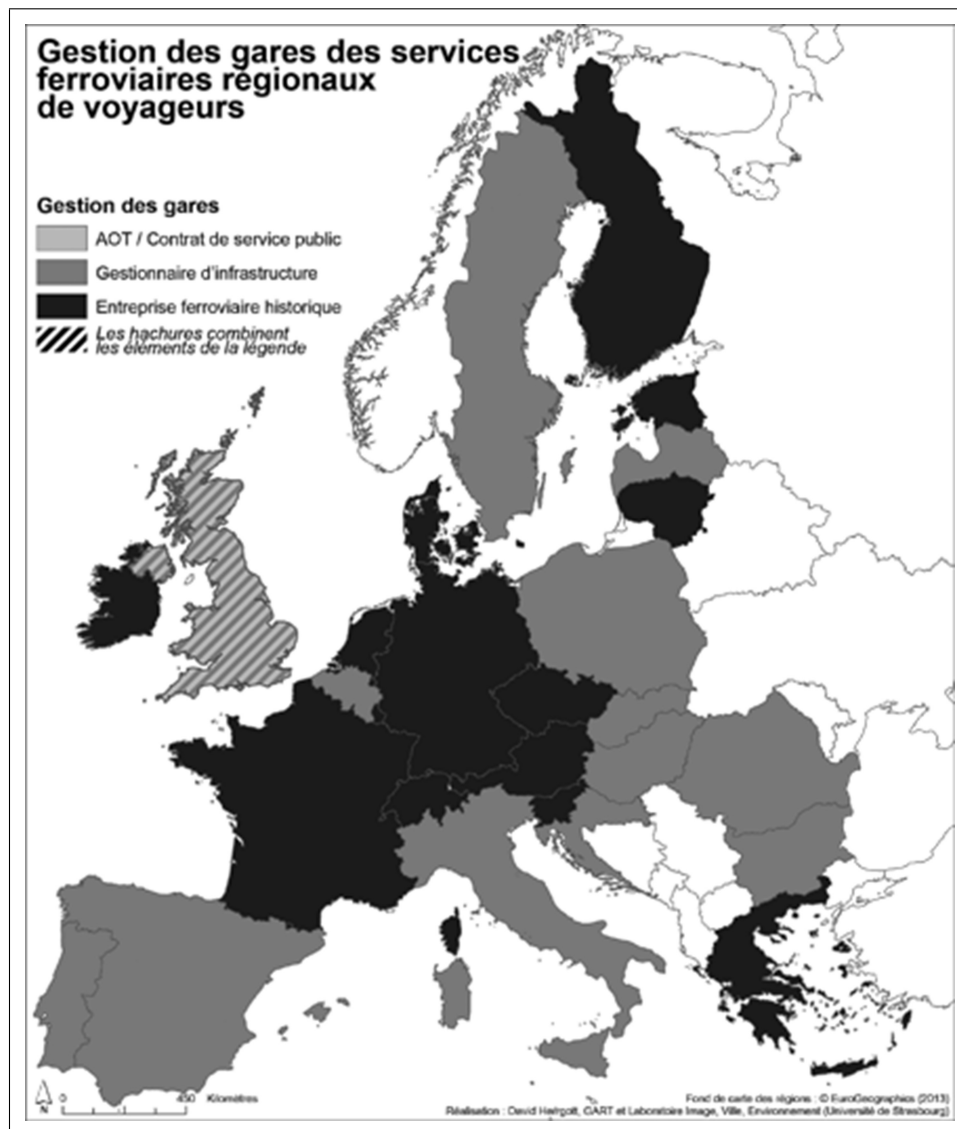 Gestion des gares des services
ferroviaires régionaux
de voyageurs
Gestion des gares
AOT / Contrat de service public
Gestionnaire d'infrastructure
Entreprise ferroviaire historique
Les hachures combinent
les éléments de la légende
N
0
450
Kilomètres
Fond de carte des régions : © EuroGeographics (2013)
Réalisation : David Herrgott, GART et Laboratoire Image, Ville, Environnement (Université de Strasbourg)